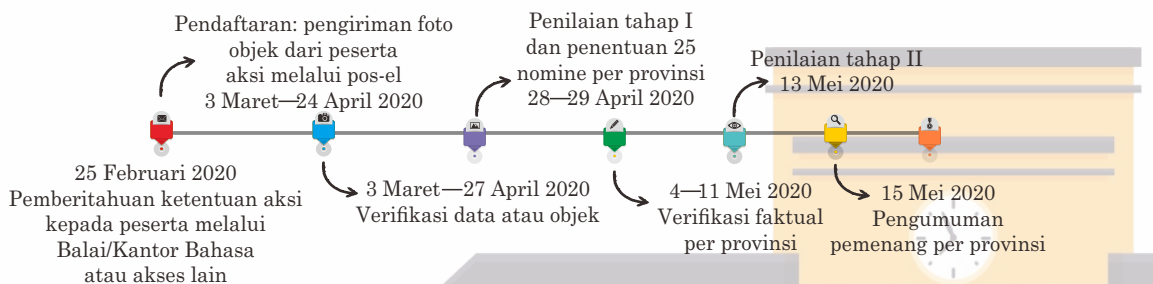 25 Februari 2020
Pemberitahuan ketentuan aksi
kepada peserta melalui
Balai/Kantor Bahasa
atau akses lain
Pendaftaran: pengiriman foto
objek dari peserta
aksi melalui pos-el
3 Maret—24 April 2020
3 Maret—27 April 2020
Verifikasi data atau objek
Penilaian tahap I
dan penentuan 25
nomine per provinsi
28—29 April 2020
4—11 Mei 2020
Verifikasi faktual
per provinsi
Penilaian tahap II
13 Mei 2020
15 Mei 2020
Pengumuman
pemenang per provinsi